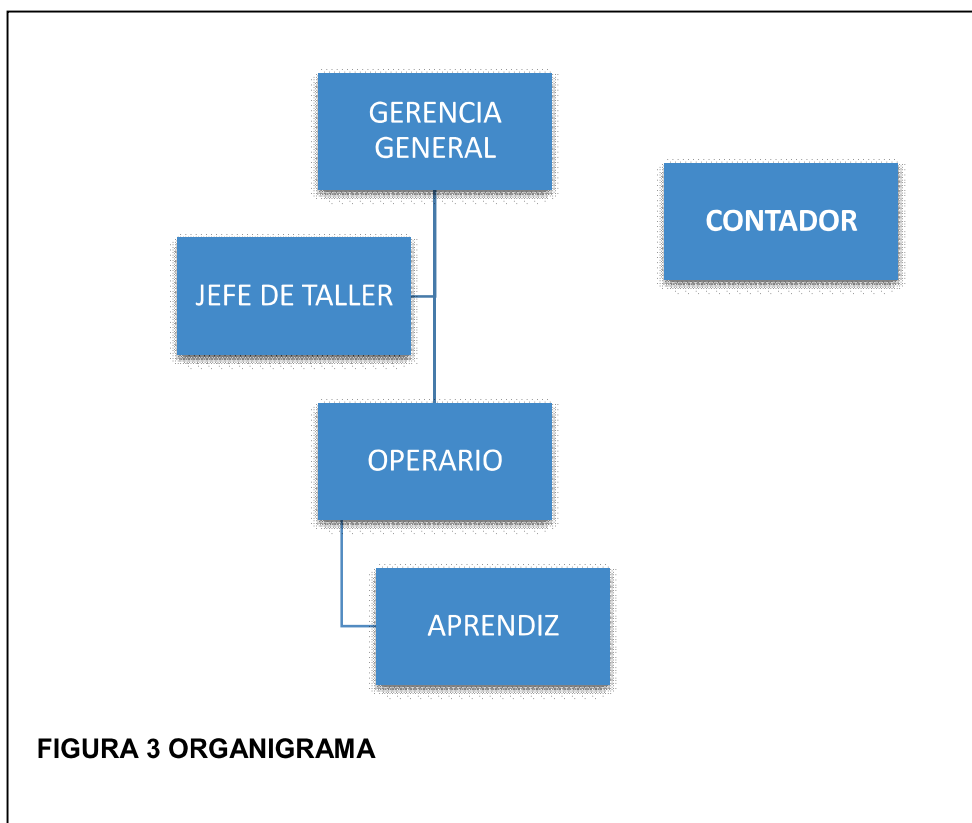 GERENCIA
GENERAL
CONTADOR
JEFE DE TALLER
OPERARIO
APRENDIZ
FIGURA 3 ORGANIGRAMA